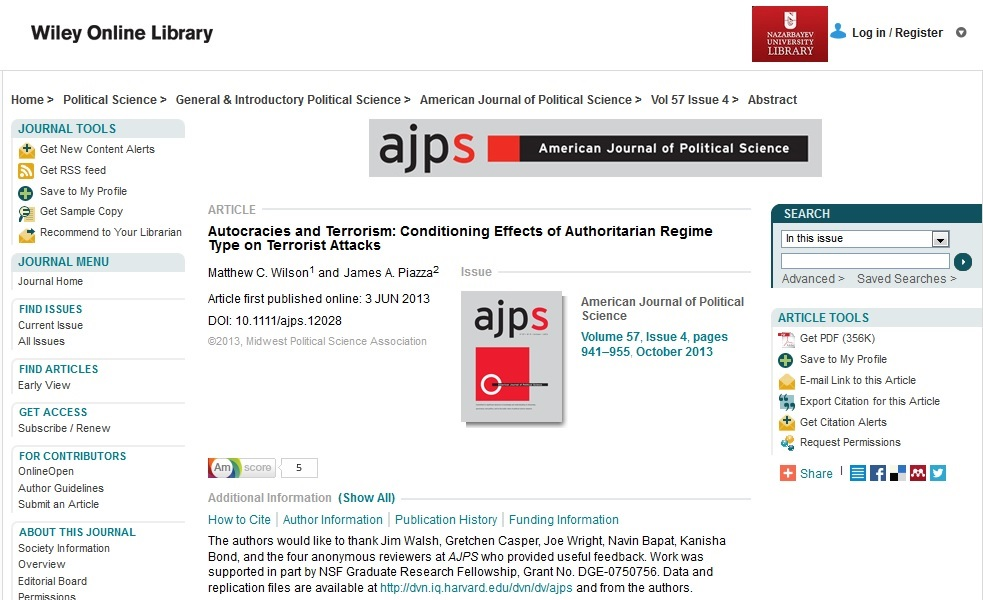 Wiley Online Library
NAZARBAYEV
UNIVERSITY
LIBRARY
Log in / Register
Home > Political Science > General & Introductory Political Science > American Journal of Political Science > Vol 57 Issue 4 > Abstract
JOURNAL TOOLS
Get New Content Alerts
Get RSS feed
Save to My Profile
Get Sample Copy
Recommend to Your Librarian
JOURNAL MENU
Journal Home
FIND ISSUES
Current Issue
All Issues
FIND ARTICLES
Early View
GET ACCESS
Subscribe / Renew
FOR CONTRIBUTORS
OnlineOpen
Author Guidelines
Submit an Article
ABOUT THIS JOURNAL
Society Information
Overview
Editorial Board
Permissions
ajps American Journal of Political Science
ARTICLE
Autocracies and Terrorism: Conditioning Effects of Authoritarian Regime
Type on Terrorist Attacks
Matthew C. Wilson1 and James A. Piazza2
Article first published online: 3 JUN 2013
DOI: 10.1111/ajps.12028
©2013, Midwest Political Science Association
Issue
ajps
American Journal of Political
Science
Volume 57, Issue 4, pages
941–955, October 2013
Am score 5
Additional Information (Show All)
How to Cite | Author Information | Publication History | Funding Information
The authors would like to thank Jim Walsh, Gretchen Casper, Joe Wright, Navin Bapat, Kanisha
Bond, and the four anonymous reviewers at AJPS who provided useful feedback. Work was
supported in part by NSF Graduate Research Fellowship, Grant No. DGE-0750756. Data and
replication files are available at http://dvn.iq.harvard.edu/dvn/dv/ajps and from the authors.
SEARCH
In this issue
Advanced > Saved Searches >
ARTICLE TOOLS
Get PDF (356K)
Save to My Profile
E-mail Link to this Article
Export Citation for this Article
Get Citation Alerts
Request Permissions
Share